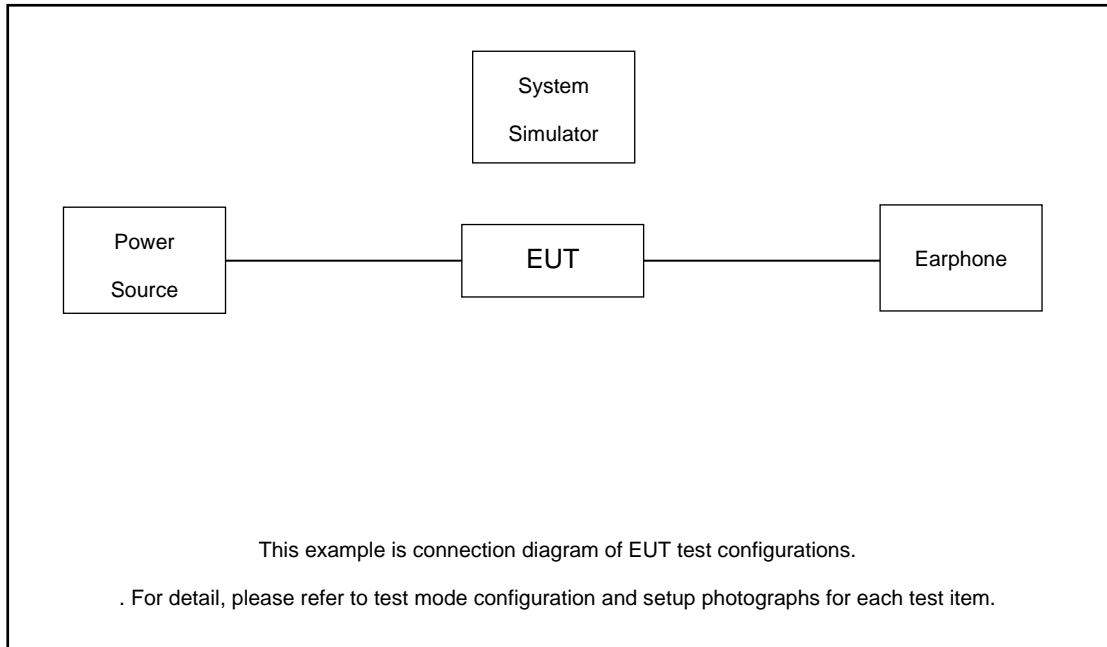 System
Simulator
Power
Source
EUT
Earphone
This example is connection diagram of EUT test configurations.
. For detail, please refer to test mode configuration and setup photographs for each test item.